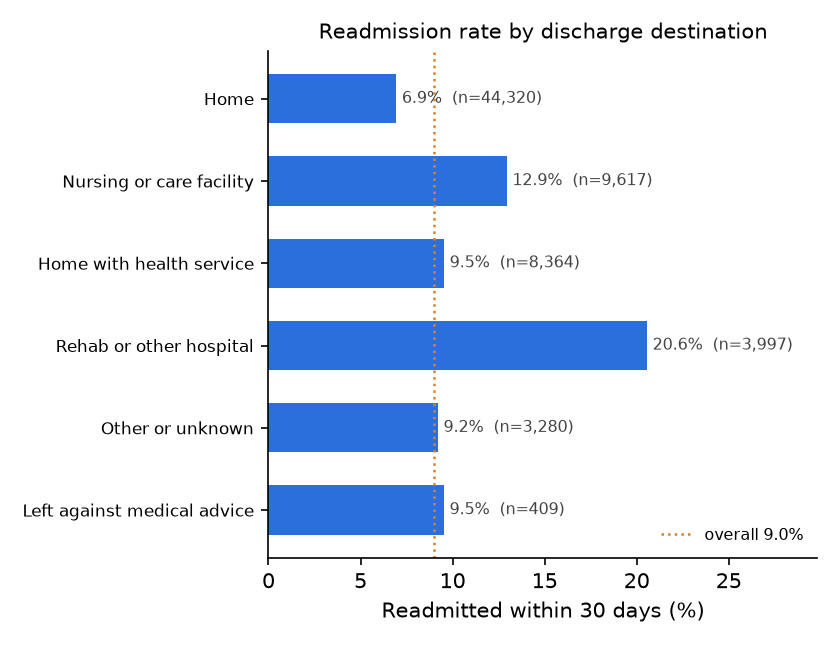 Readmission rate by discharge destination
Home
6.9% (n=44,320)
Nursing or care facility
12.9% (n=9,617)
Home with health service
9.5% (n=8,364)
Rehab or other hospital
20.6% (n=3,997)
Other or unknown
9.2% (n=3,280)
Left against medical advice
9.5% (n=409)
overall 9.0%
0 5 10 15 20 25
Readmitted within 30 days (%)